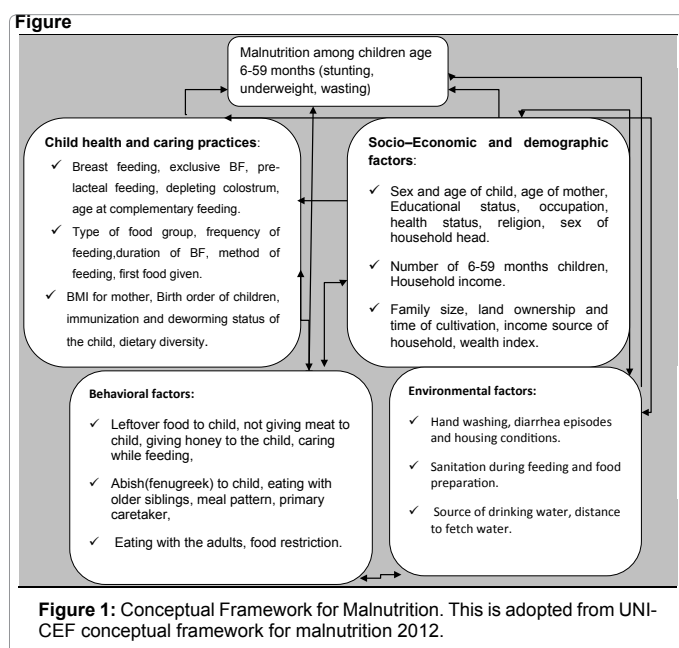 Figure
Malnutrition among children age
6-59 months (stunting,
underweight, wasting)
Child health and caring practices:
✓ Breast feeding, exclusive BF, pre-
lacteal feeding, depleting colostrum,
age at complementary feeding.
✓ Type of food group, frequency of
feeding,duration of BF, method of
feeding, first food given.
✓ BMI for mother, Birth order of children,
immunization and deworming status of
the child, dietary diversity.
Socio–Economic and demographic
factors:
✓ Sex and age of child, age of mother,
Educational status, occupation,
health status, religion, sex of
household head.
✓ Number of 6-59 months children,
Household income.
✓ Family size, land ownership and
time of cultivation, income source of
household, wealth index.
Behavioral factors:
✓ Leftover food to child, not giving meat to
child, giving honey to the child, caring
while feeding,
✓ Abish(fenugreek) to child, eating with
older siblings, meal pattern, primary
caretaker,
✓ Eating with the adults, food restriction.
Environmental factors:
✓ Hand washing, diarrhea episodes
and housing conditions.
✓ Sanitation during feeding and food
preparation.
✓ Source of drinking water, distance
to fetch water.
Figure 1: Conceptual Framework for Malnutrition. This is adopted from UNI-
CEF conceptual framework for malnutrition 2012.